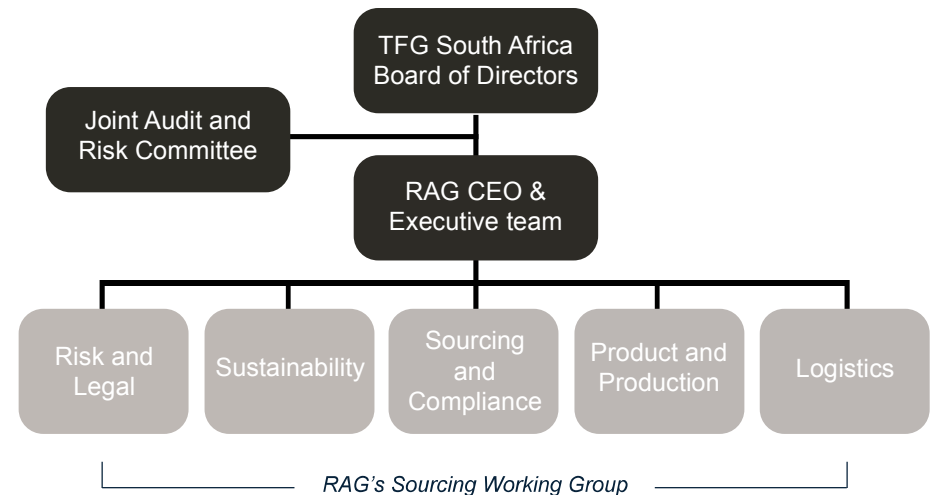 TFG South Africa
Board of Directors
Joint Audit and
Risk Committee
RAG CEO &
Executive team
Risk and
Legal
Sustainability
Sourcing
and
Compliance
Product and
Production
Logistics
RAG's Sourcing Working Group